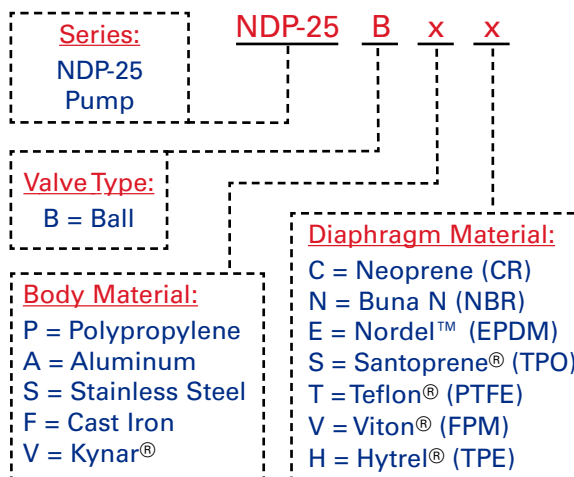 NDP-25 B x x
Series:
NDP-25
Pump
Valve Type:
B = Ball
Body Material:
P = Polypropylene
A = Aluminum
S = Stainless Steel
F = Cast Iron
V = Kynar®
Diaphragm Material:
C = Neoprene (CR)
N = Buna N (NBR)
E = Nordel™ (EPDM)
S = Santoprene® (TPO)
T = Teflon® (PTFE)
V = Viton® (FPM)
H = Hytrel® (TPE)